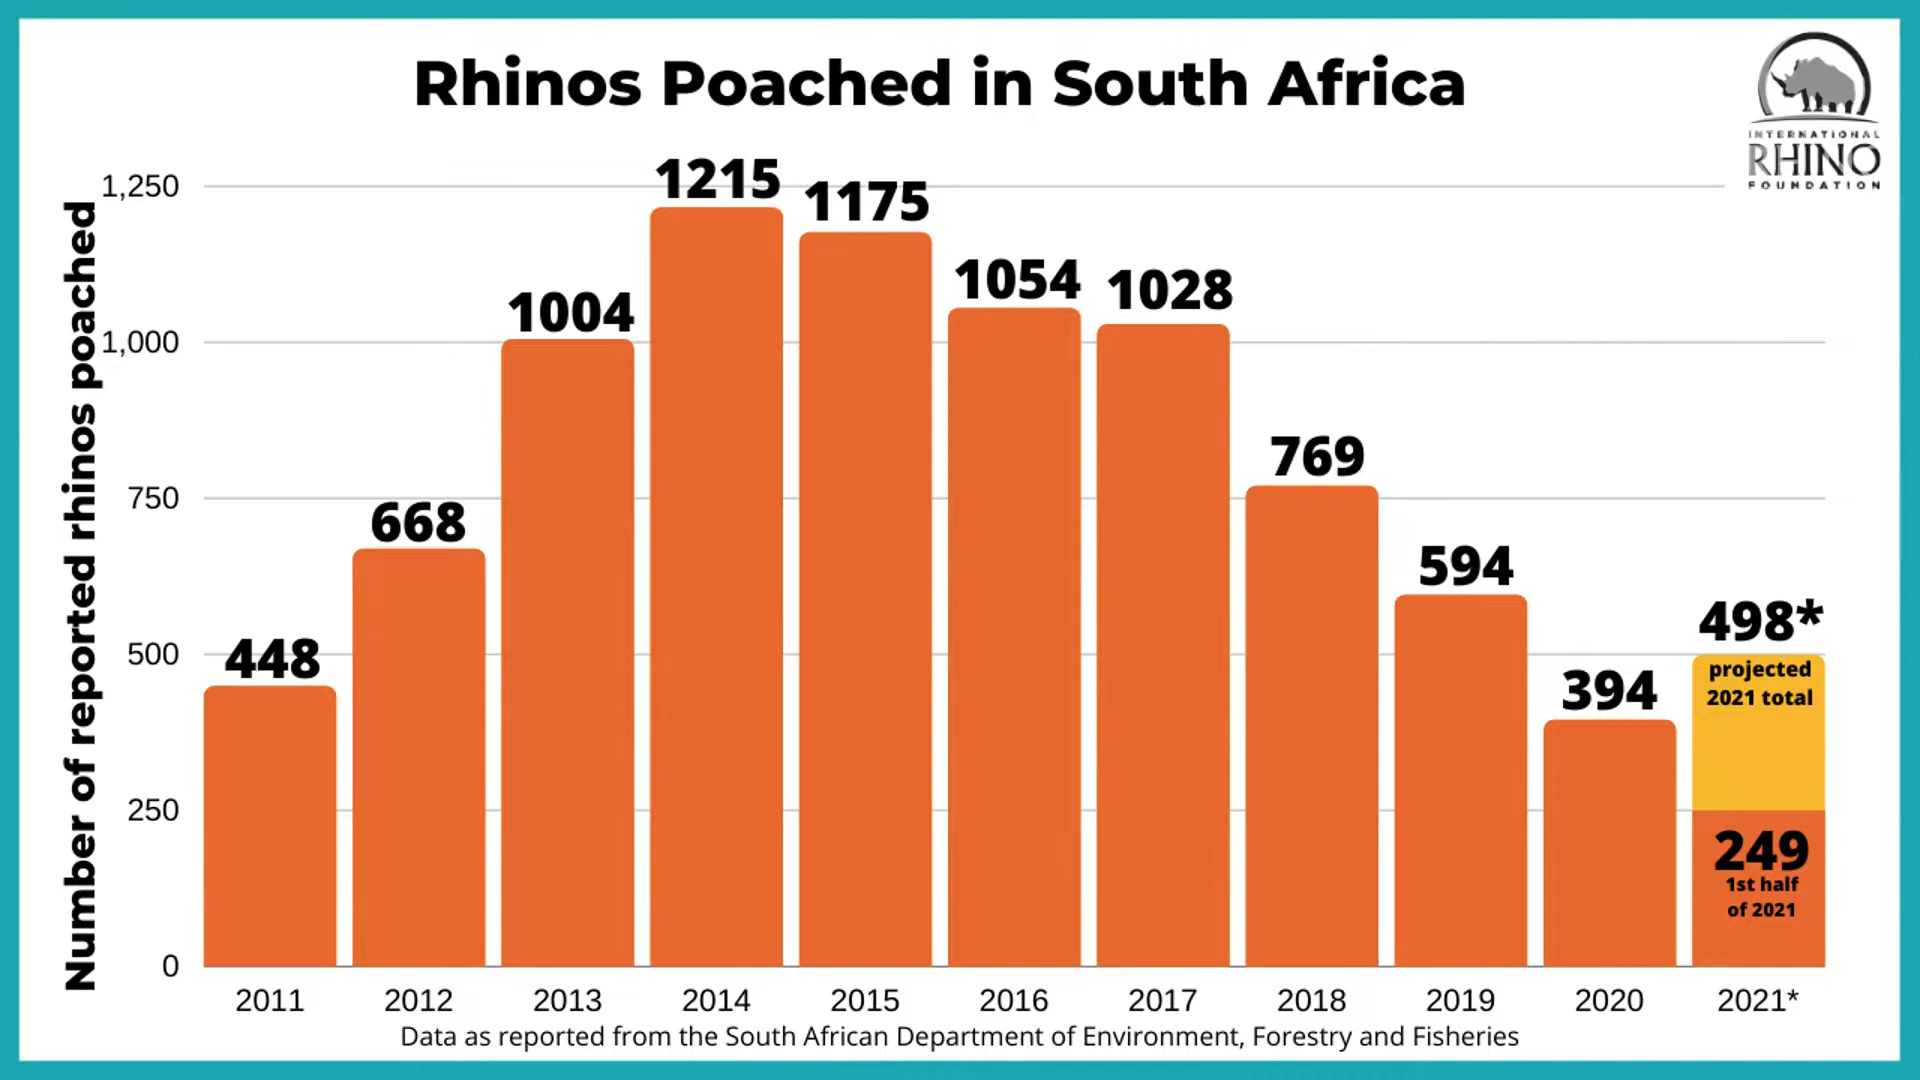 Rhinos Poached in South Africa
INTERNATIONAL
RHINO
FOUNDATION
Number of reported rhinos poached
1,250
1,000
750
500
250
0
448
668
1004
1215
1175
1054
1028
769
594
394
498*
projected
2021 total
249
1st half
of 2021
2011
2012
2013
2014
2015
2016
2017
2018
2019
2020
2021*
Data as reported from the South African Department of Environment, Forestry and Fisheries